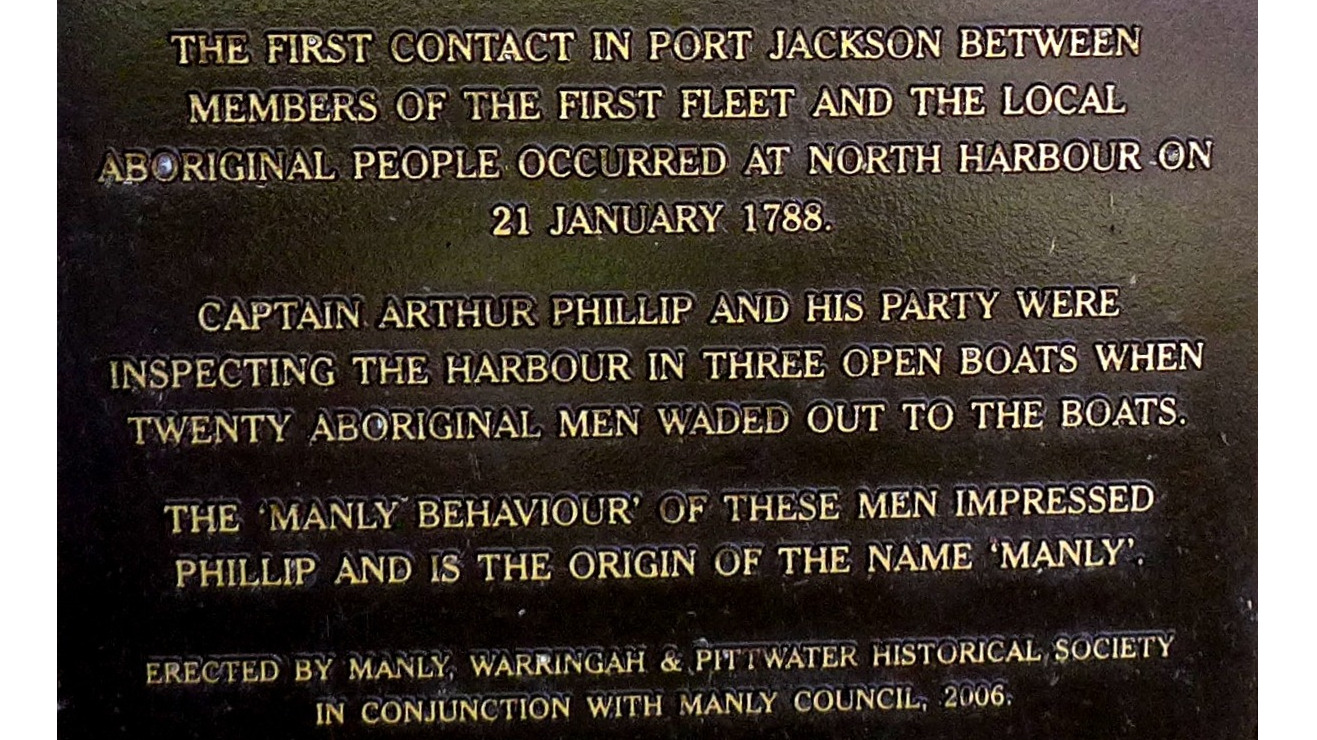 THE FIRST CONTACT IN PORT JACKSON BETWEEN
MEMBERS OF THE FIRST FLEET AND THE LOCAL
ABORIGINAL PEOPLE OCCURRED AT NORTH HARBOUR ON
21 JANUARY 1788.
CAPTAIN ARTHUR PHILLIP AND HIS PARTY WERE
INSPECTING THE HARBOUR IN THREE OPEN BOATS WHEN
TWENTY ABORIGINAL MEN WADED OUT TO THE BOATS.
THE 'MANLY BEHAVIOUR' OF THESE MEN IMPRESSED
PHILLIP AND IS THE ORIGIN OF THE NAME 'MANLY'.
ERECTED BY MANLY, WARRINGAH & PITTWATER HISTORICAL SOCIETY
IN CONJUNCTION WITH MANLY COUNCIL, 2006.